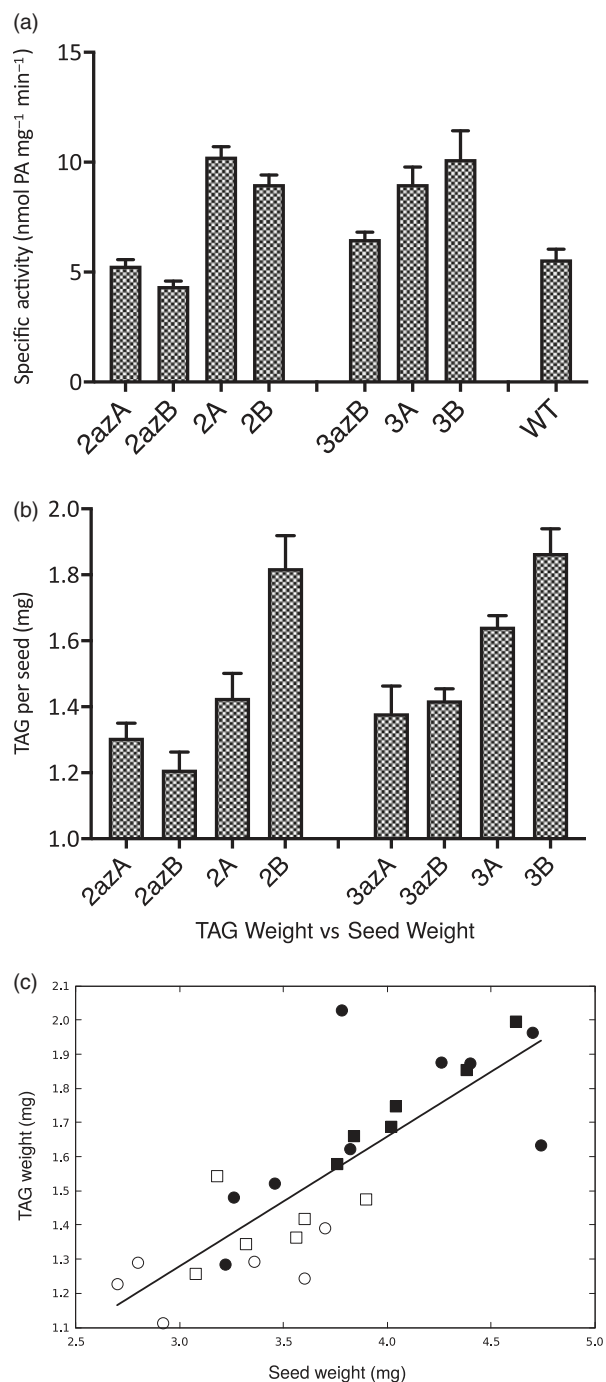 (a)
Specific activity (nmol PA mg⁻¹ min⁻¹)
15
10
5
0
2azA
2azB
2A
2B
3azB
3A
3B
WT
(b)
TAG per seed (mg)
2.0
1.8
1.6
1.4
1.2
1.0
2azA
2azB
2A
2B
3azA
3azB
3A
3B
TAG Weight vs Seed Weight
(c)
TAG weight (mg)
2.1
2.0
1.9
1.8
1.7
1.6
1.5
1.4
1.3
1.2
1.1
2.5
3.0
3.5
4.0
4.5
5.0
Seed weight (mg)